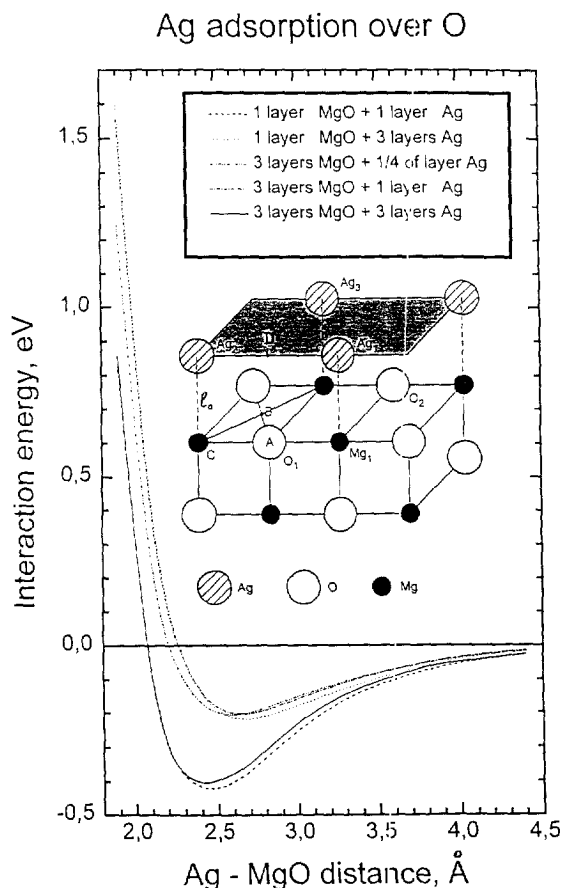 Ag adsorption over O
1 layer MgO + 1 layer Ag
1 layer MgO + 3 layers Ag
3 layers MgO + 1/4 of layer Ag
3 layers MgO + 1 layer Ag
3 layers MgO + 3 layers Ag
1,5
1,0
0,5
0,0
-0,5
Interaction energy, eV
Ag3
Ag
Ag
D
ℓa
B
O2
C
A
O1
Mg1
Ag
O
Mg
2,0 2,5 3,0 3,5 4,0 4,5
Ag - MgO distance, Å